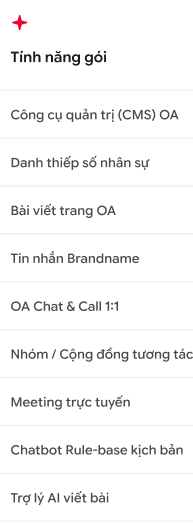 Tính năng gói
Công cụ quản trị (CMS) OA
Danh thiếp số nhân sự
Bài viết trang OA
Tin nhắn Brandname
OA Chat & Call 1:1
Nhóm / Cộng đồng tương tác
Meeting trực tuyến
Chatbot Rule-base kịch bản
Trợ lý AI viết bài